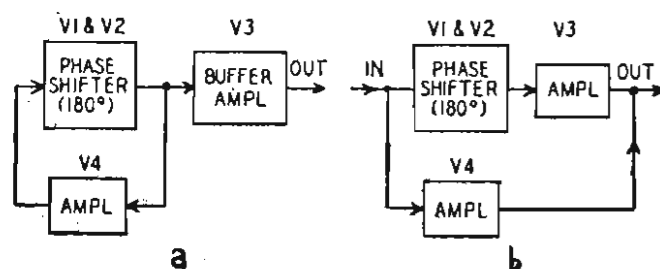 V1 & V2
V3
PHASE
SHIFTER
(180°)
BUFFER
AMPL
OUT
V4
AMPL
a
V1 & V2
V3
IN
PHASE
SHIFTER
(180°)
AMPL
OUT
V4
AMPL
b